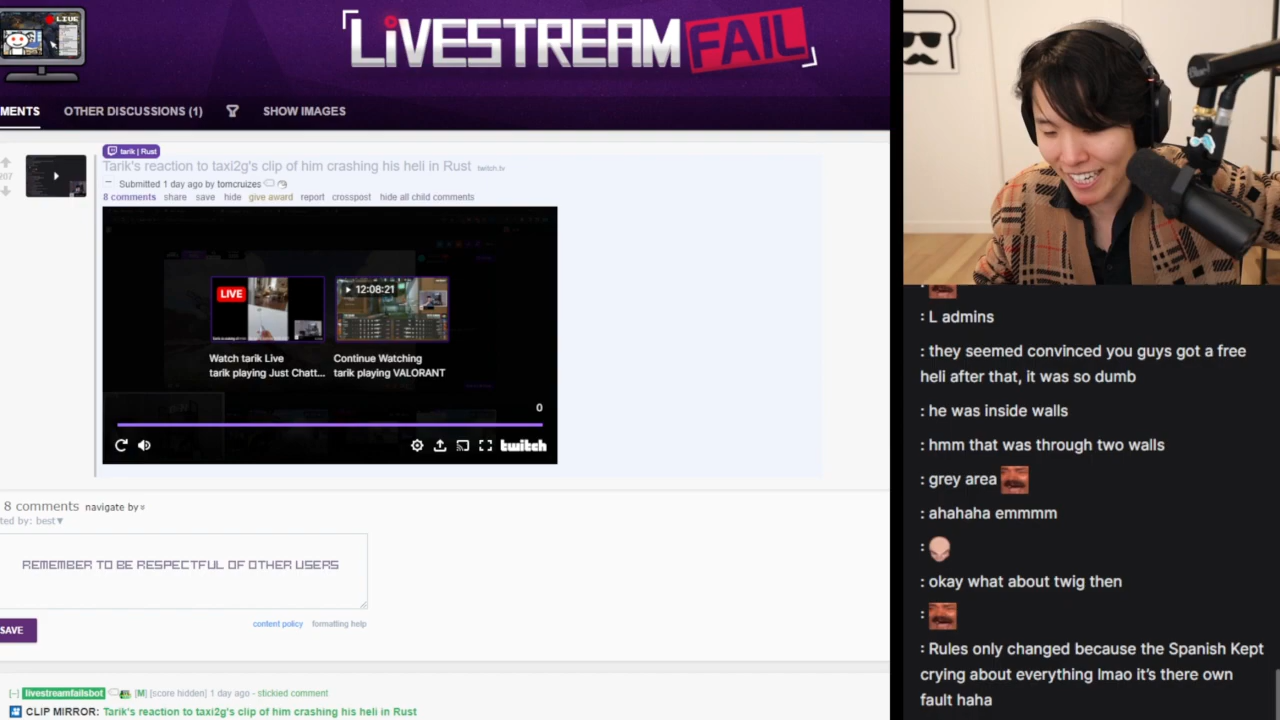 LIVE
LIVESTREAM FAIL
MENTS
OTHER DISCUSSIONS (1)
SHOW IMAGES
tarik | Rust
Tarik's reaction to taxi2g's clip of him crashing his heli in Rust twitch.tv
Submitted 1 day ago by tomcruizes
8 comments share save hide give award report crosspost hide all child comments
LIVE
12:08:21
Watch tarik Live
tarik playing Just Chatt...
Continue Watching
tarik playing VALORANT
0
twitch
8 comments navigate by
ted by: best▼
REMEMBER TO BE RESPECTFUL OF OTHER USERS
content policy formatting help
SAVE
[–] livestreamfailsbot [M] [score hidden] 1 day ago - stickied comment
CLIP MIRROR: Tarik's reaction to taxi2g's clip of him crashing his heli in Rust
:
: L admins
: they seemed convinced you guys got a free
heli after that, it was so dumb
: he was inside walls
: hmm that was through two walls
: grey area
: ahahaha emmmm
:
: okay what about twig then
:
: Rules only changed because the Spanish Kept
crying about everything lmao it's there own
fault haha